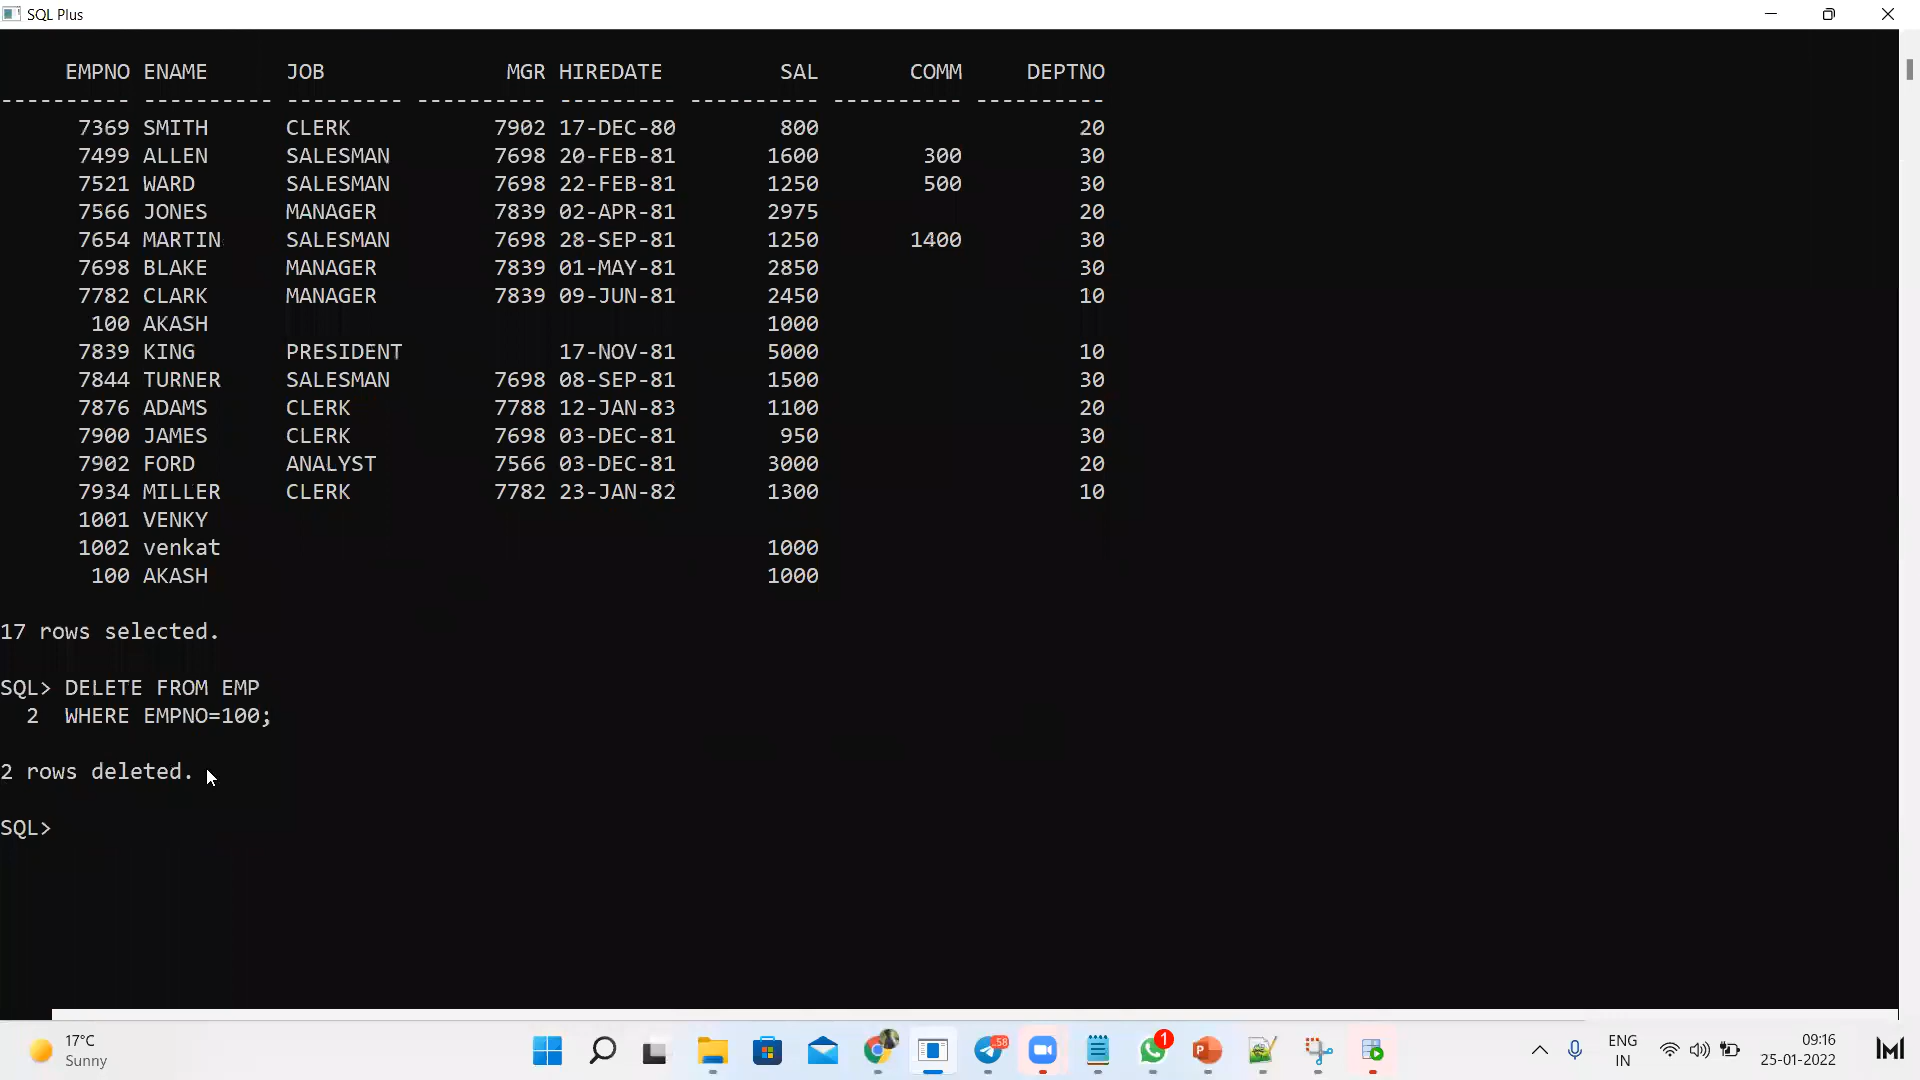 SQL Plus
EMPNO ENAME JOB MGR HIREDATE SAL COMM DEPTNO
---------- ---------- --------- ---------- --------- ---------- ---------- ----------
7369 SMITH CLERK 7902 17-DEC-80 800 20
7499 ALLEN SALESMAN 7698 20-FEB-81 1600 300 30
7521 WARD SALESMAN 7698 22-FEB-81 1250 500 30
7566 JONES MANAGER 7839 02-APR-81 2975 20
7654 MARTIN SALESMAN 7698 28-SEP-81 1250 1400 30
7698 BLAKE MANAGER 7839 01-MAY-81 2850 30
7782 CLARK MANAGER 7839 09-JUN-81 2450 10
100 AKASH 1000
7839 KING PRESIDENT 17-NOV-81 5000 10
7844 TURNER SALESMAN 7698 08-SEP-81 1500 30
7876 ADAMS CLERK 7788 12-JAN-83 1100 20
7900 JAMES CLERK 7698 03-DEC-81 950 30
7902 FORD ANALYST 7566 03-DEC-81 3000 20
7934 MILLER CLERK 7782 23-JAN-82 1300 10
1001 VENKY
1002 venkat 1000
100 AKASH 1000
17 rows selected.
SQL> DELETE FROM EMP
2 WHERE EMPNO=100;
2 rows deleted.
SQL>
17°C
Sunny
58
1
ENG
IN
09:16
25-01-2022